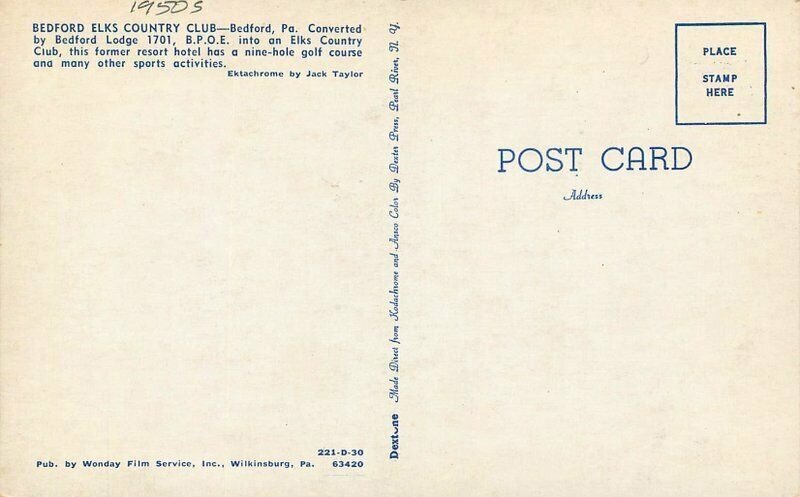 1950s
BEDFORD ELKS COUNTRY CLUB—Bedford, Pa. Converted
by Bedford Lodge 1701, B.P.O.E. into an Elks Country
Club, this former resort hotel has a nine-hole golf course
and many other sports activities.
Ektachrome by Jack Taylor
221-D-30
Pub. by Wonday Film Service, Inc., Wilkinsburg, Pa. 63420
Dextone Made Direct from Kodachrome and Ansco Color By Dexter Press, Pearl River, N. Y.
PLACE
STAMP
HERE
POST CARD
Address